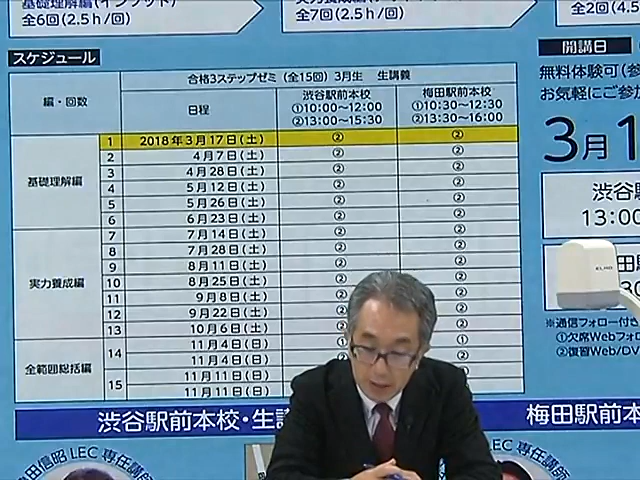 基礎理解編(インプット)
全6回(2.5h/回)
全7回(2.5h/回)
全2回(4.5
スケジュール
合格3ステップゼミ(全15回) 3月生 生講義
編・回数 日程 渋谷駅前本校 梅田駅前本校
①10:00〜12:00 ①10:30〜12:30
②13:00〜15:30 ②13:30〜16:00
基礎理解編
1 2018年3月17日(土) ② ②
2 4月7日(土) ② ②
3 4月28日(土) ② ②
4 5月12日(土) ② ②
5 5月26日(土) ② ②
6 6月23日(土) ② ②
実力養成編
7 7月14日(土) ② ②
8 7月28日(土) ② ②
9 8月11日(土) ② ②
10 8月25日(土) ② ②
11 9月8日(土) ② ②
12 9月22日(土) ②
13 10月6日(土) ②
全範囲総括編
14 11月4日(日) ①
11月4日(日) ②
15 11月11日(日)
11月11日(日)
開講日
無料体験可(参
お気軽にご参加
3月1
渋谷
13:00
ELMO
田駅
30
※通信フォロー付き
①欠席Webフォロ
②復習Web/DV
渋谷駅前本校・生講
梅田駅前本
田信昭 LEC 専任講師
LEC 専任講師